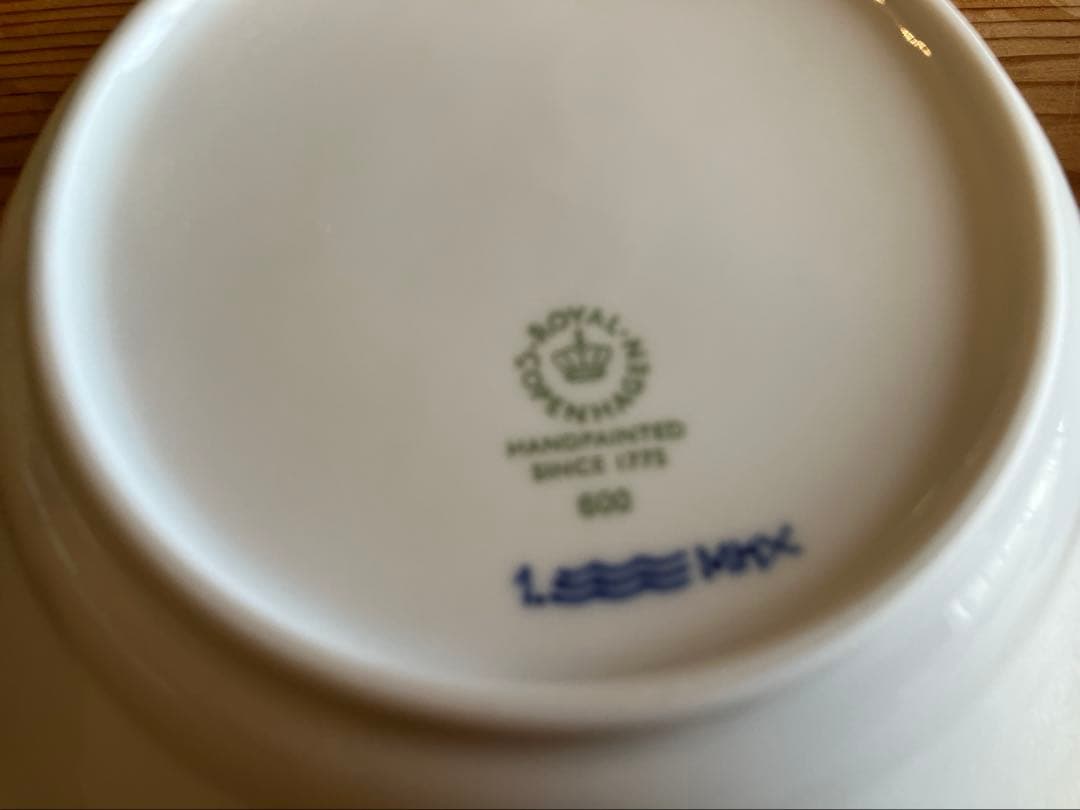 ROYAL
COPENHAGEN
HANDPAINTED
SINCE 1775
600
1.